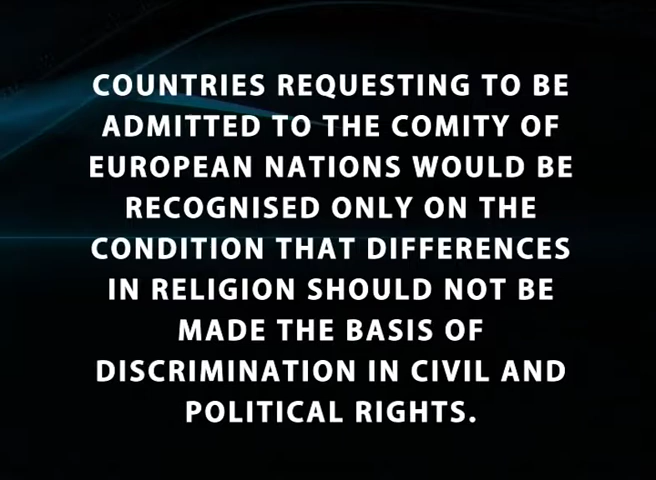 COUNTRIES REQUESTING TO BE
ADMITTED TO THE COMITY OF
EUROPEAN NATIONS WOULD BE
RECOGNISED ONLY ON THE
CONDITION THAT DIFFERENCES
IN RELIGION SHOULD NOT BE
MADE THE BASIS OF
DISCRIMINATION IN CIVIL AND
POLITICAL RIGHTS.